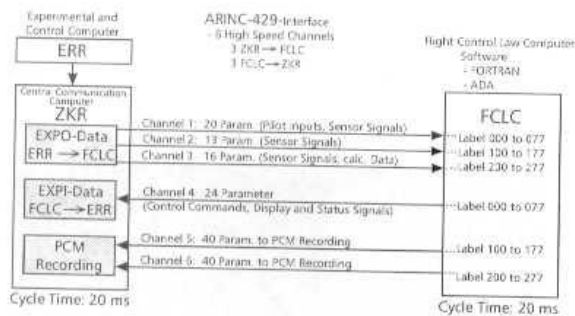 Experimental and
Control Computer
ERR
ARINC-429-Interface
- 6 High Speed Channels
3 ZKR → FCLC
3 FCLC → ZKR
Flight Control Law Computer
Software
- FORTRAN
- ADA
Central Communication
Computer
ZKR
FCLC
EXPO-Data
ERR → FCLC
Channel 1: 20 Param. (Pilot Inputs, Sensor Signals)
Label 000 to 077
Channel 2: 13 Param. (Sensor Signals)
Label 100 to 177
Channel 3: 16 Param. (Sensor Signals, calc. Data)
Label 200 to 277
EXPI-Data
FCLC → ERR
Channel 4: 24 Parameter
(Control Commands, Display and Status Signals)
Label 000 to 077
PCM
Recording
Channel 5: 40 Param. to PCM Recording
Label 100 to 177
Channel 6: 40 Param. to PCM Recording
Label 200 to 277
Cycle Time: 20 ms
Cycle Time: 20 ms